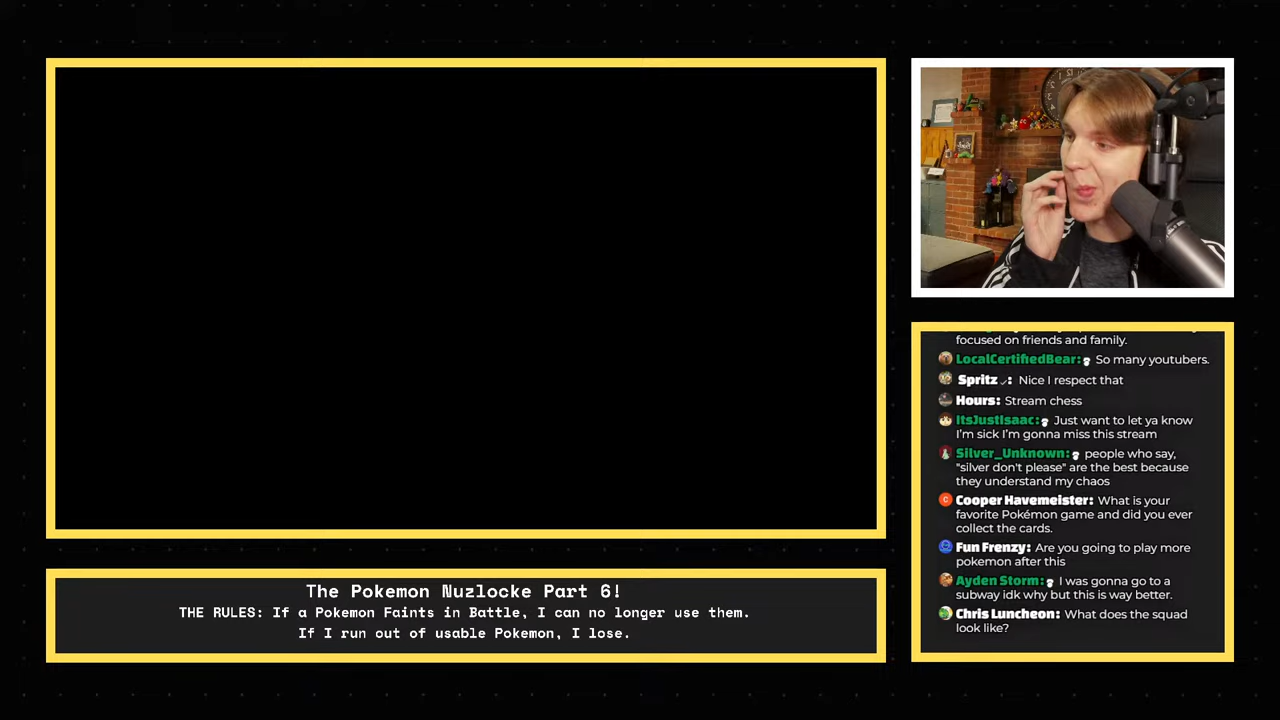 focused on friends and family.
LocalCertifiedBear: So many youtubers.
Spritz : Nice I respect that
Hours: Stream chess
ItsJustIsaac: Just want to let ya know
I'm sick I'm gonna miss this stream
Silver_Unknown: people who say,
"silver don't please" are the best because
they understand my chaos
Cooper Havemeister: What is your
favorite Pokémon game and did you ever
collect the cards.
Fun Frenzy: Are you going to play more
pokemon after this
Ayden Storm: I was gonna go to a
subway idk why but this is way better.
Chris Luncheon: What does the squad
look like?
The Pokemon Nuzlocke Part 6!
THE RULES: If a Pokemon Faints in Battle, I can no longer use them.
If I run out of usable Pokemon, I lose.